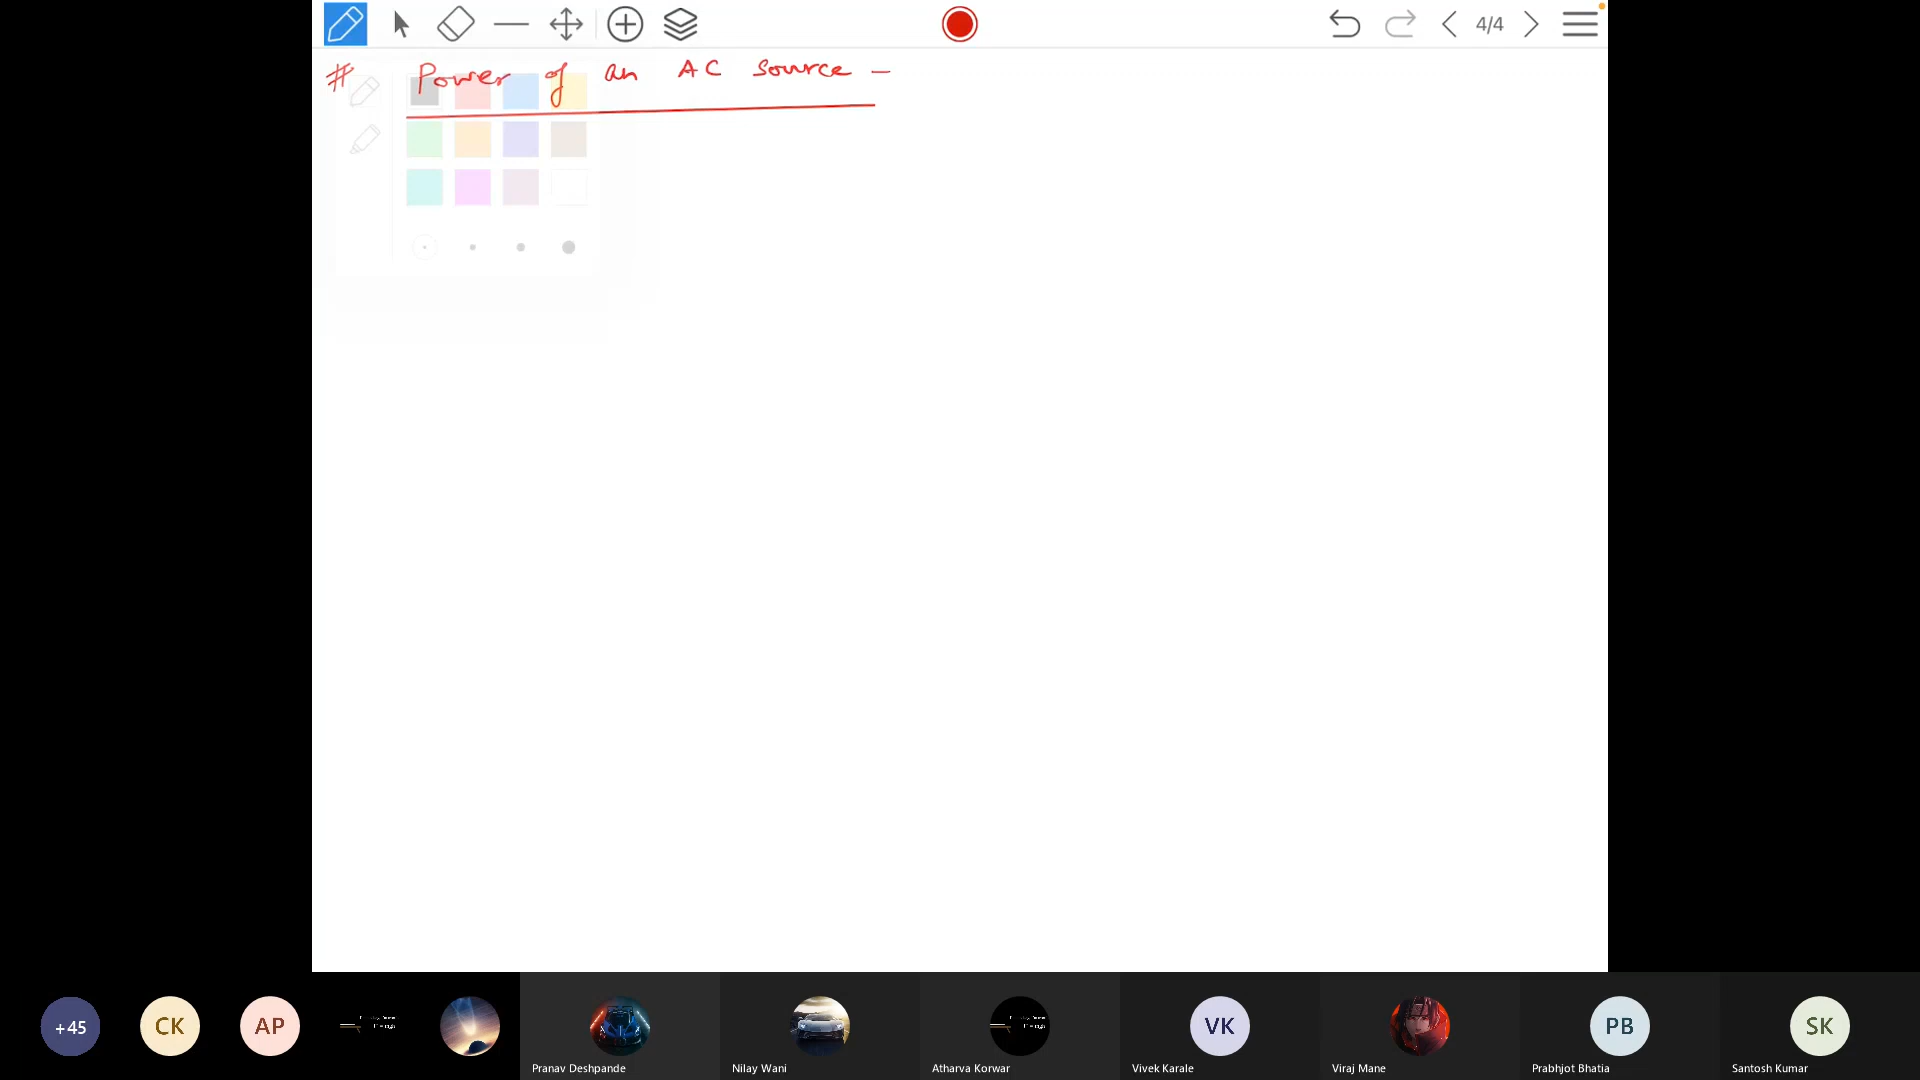 4/4
# Power of an AC source -
+45
CK
AP
VK
PB
SK
Pranav Deshpande
Nilay Wani
Atharva Korwar
Vivek Karale
Viraj Mane
Prabhjot Bhatia
Santosh Kumar